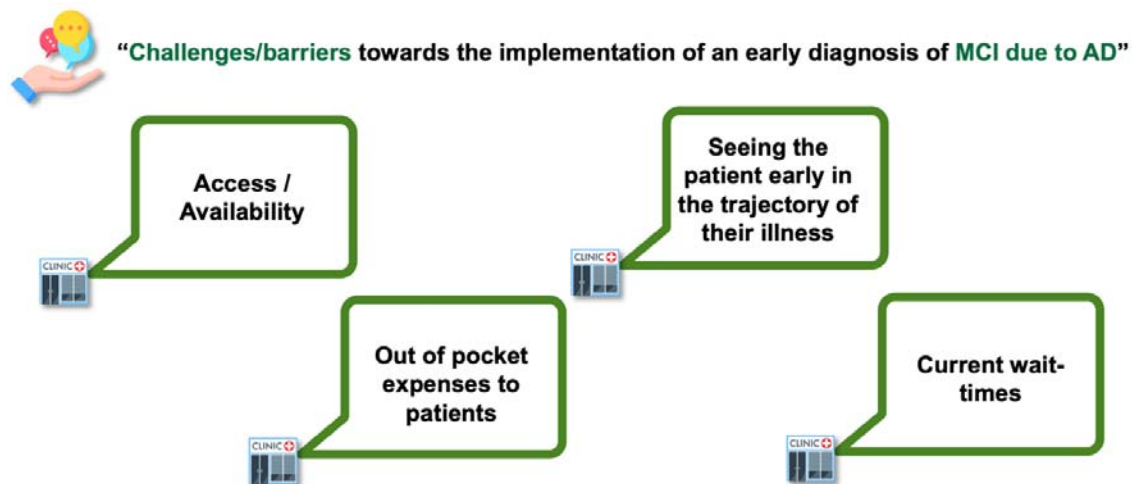 “Challenges/barriers towards the implementation of an early diagnosis of MCI due to AD”
Access /
Availability
CLINIC
Seeing the
patient early in
the trajectory of
their illness
CLINIC
Out of pocket
expenses to
patients
CLINIC
Current wait-
times
CLINIC